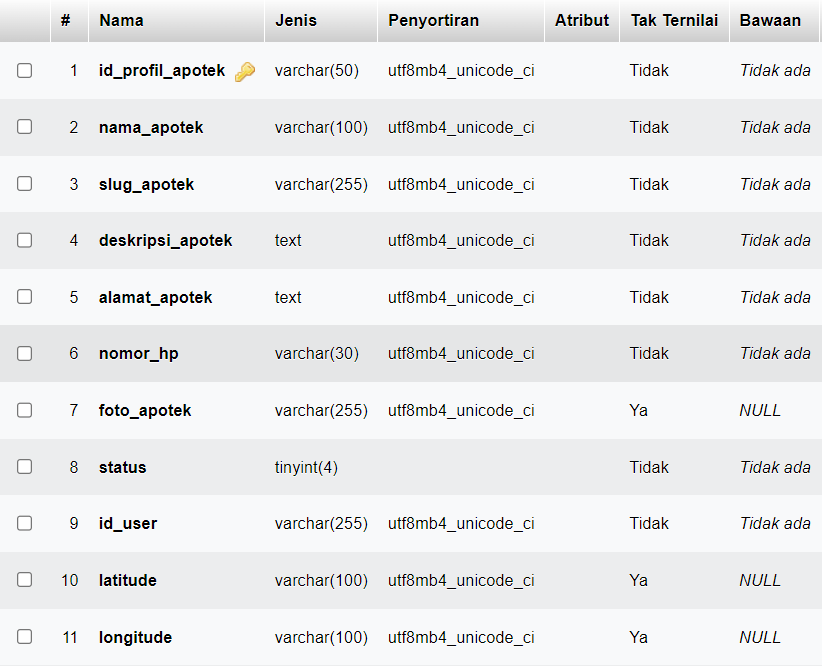 # Nama Jenis Penyortiran Atribut Tak Ternilai Bawaan
1 id_profil_apotek varchar(50) utf8mb4_unicode_ci Tidak Tidak ada
2 nama_apotek varchar(100) utf8mb4_unicode_ci Tidak Tidak ada
3 slug_apotek varchar(255) utf8mb4_unicode_ci Tidak Tidak ada
4 deskripsi_apotek text utf8mb4_unicode_ci Tidak Tidak ada
5 alamat_apotek text utf8mb4_unicode_ci Tidak Tidak ada
6 nomor_hp varchar(30) utf8mb4_unicode_ci Tidak Tidak ada
7 foto_apotek varchar(255) utf8mb4_unicode_ci Ya NULL
8 status tinyint(4) Tidak Tidak ada
9 id_user varchar(255) utf8mb4_unicode_ci Tidak Tidak ada
10 latitude varchar(100) utf8mb4_unicode_ci Ya NULL
11 longitude varchar(100) utf8mb4_unicode_ci Ya NULL